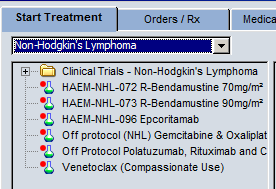 Start Treatment Orders / Rx Medica
Non-Hodgkin's Lymphoma
Clinical Trials - Non-Hodgkin's Lymphoma
HAEM-NHL-072 R-Bendamustine 70mg/m²
HAEM-NHL-073 R-Bendamustine 90mg/m²
HAEM-NHL-096 Epcoritamab
Off protocol (NHL) Gemcitabine & Oxaliplat
Off Protocol Polatuzumab, Rituximab and C
Venetoclax (Compassionate Use)